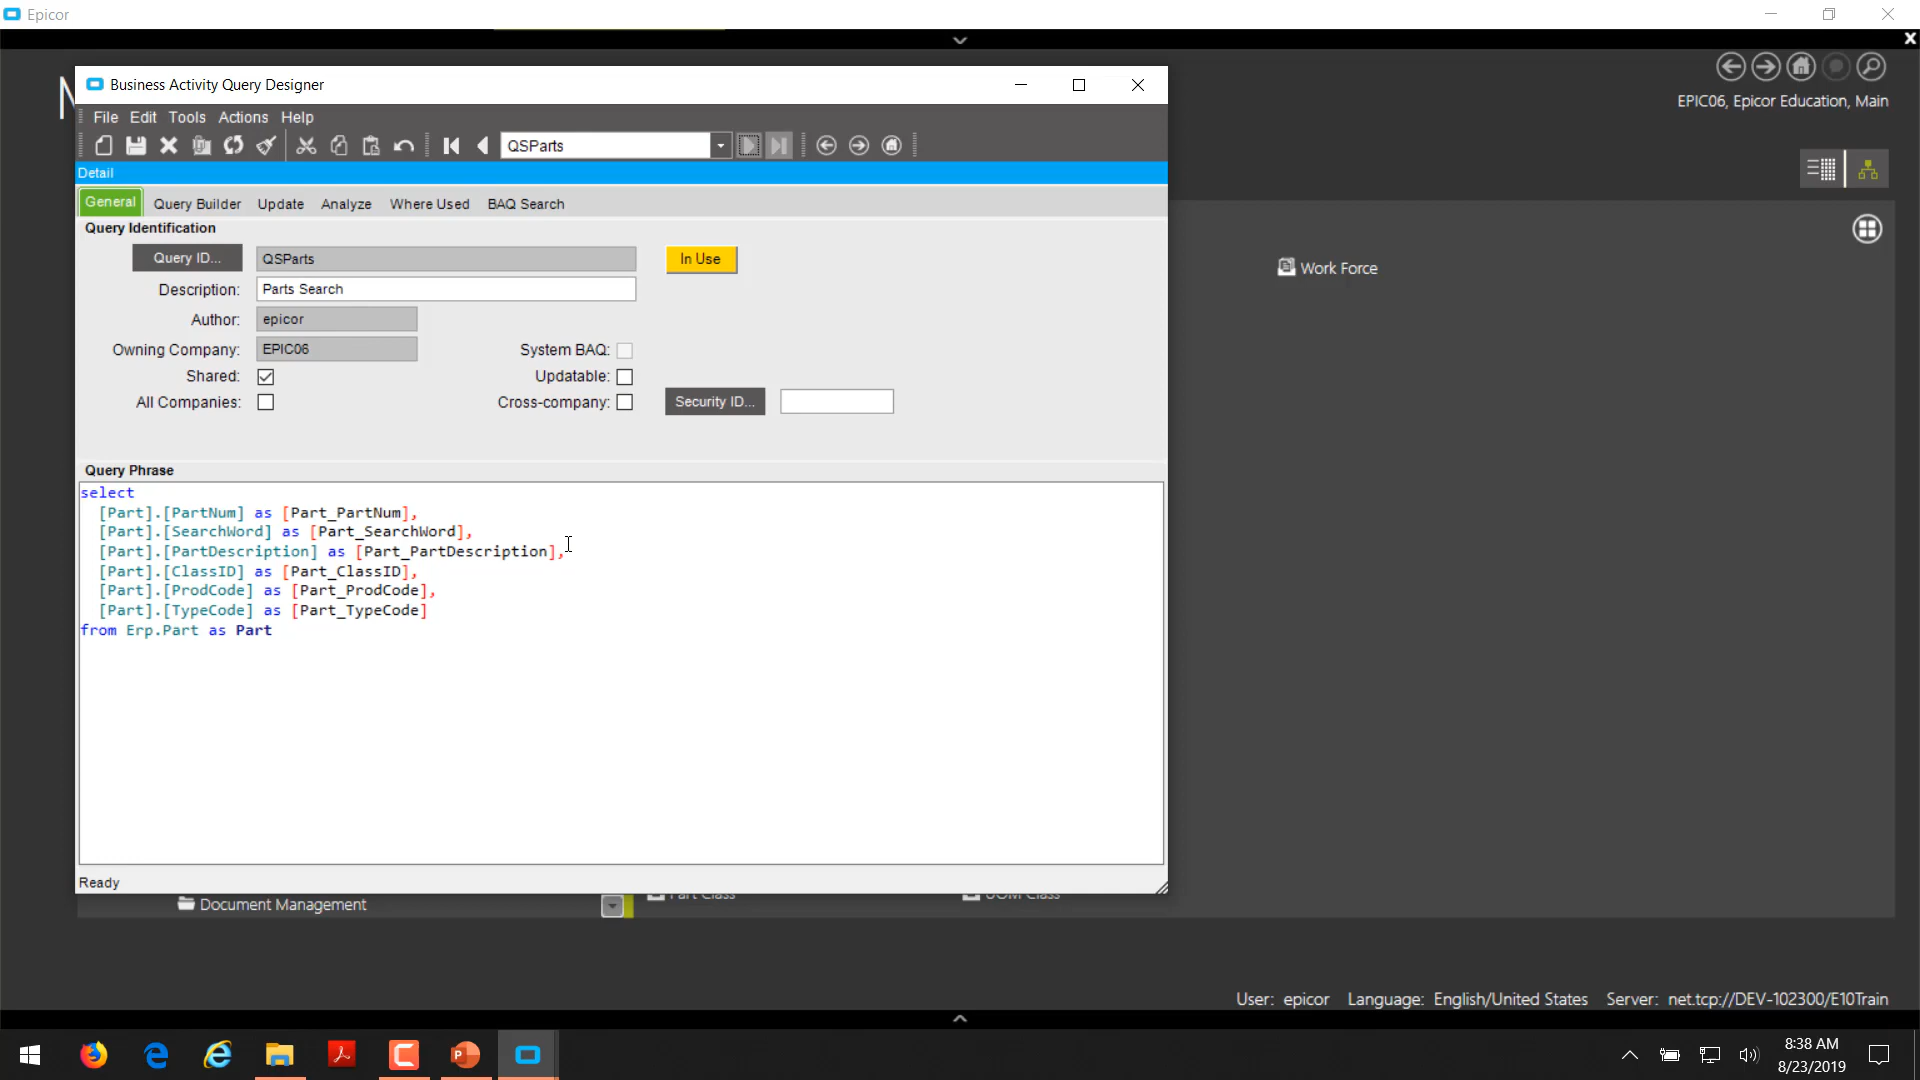 Epicor
EPIC06, Epicor Education, Main
Business Activity Query Designer
File Edit Tools Actions Help
QSParts
Detail
General Query Builder Update Analyze Where Used BAQ Search
Query Identification
Query ID... QSParts In Use
Description: Parts Search
Author: epicor
Owning Company: EPIC06 System BAQ:
Shared: Updatable:
All Companies: Cross-company: Security ID...
Work Force
Query Phrase
select
[Part].[PartNum] as [Part_PartNum],
[Part].[SearchWord] as [Part_SearchWord],
[Part].[PartDescription] as [Part_PartDescription],
[Part].[ClassID] as [Part_ClassID],
[Part].[ProdCode] as [Part_ProdCode],
[Part].[TypeCode] as [Part_TypeCode]
from Erp.Part as Part
Ready
Document Management Part Class UOM Class
User: epicor Language: English/United States Server: net.tcp://DEV-102300/E10Train
8:38 AM
8/23/2019